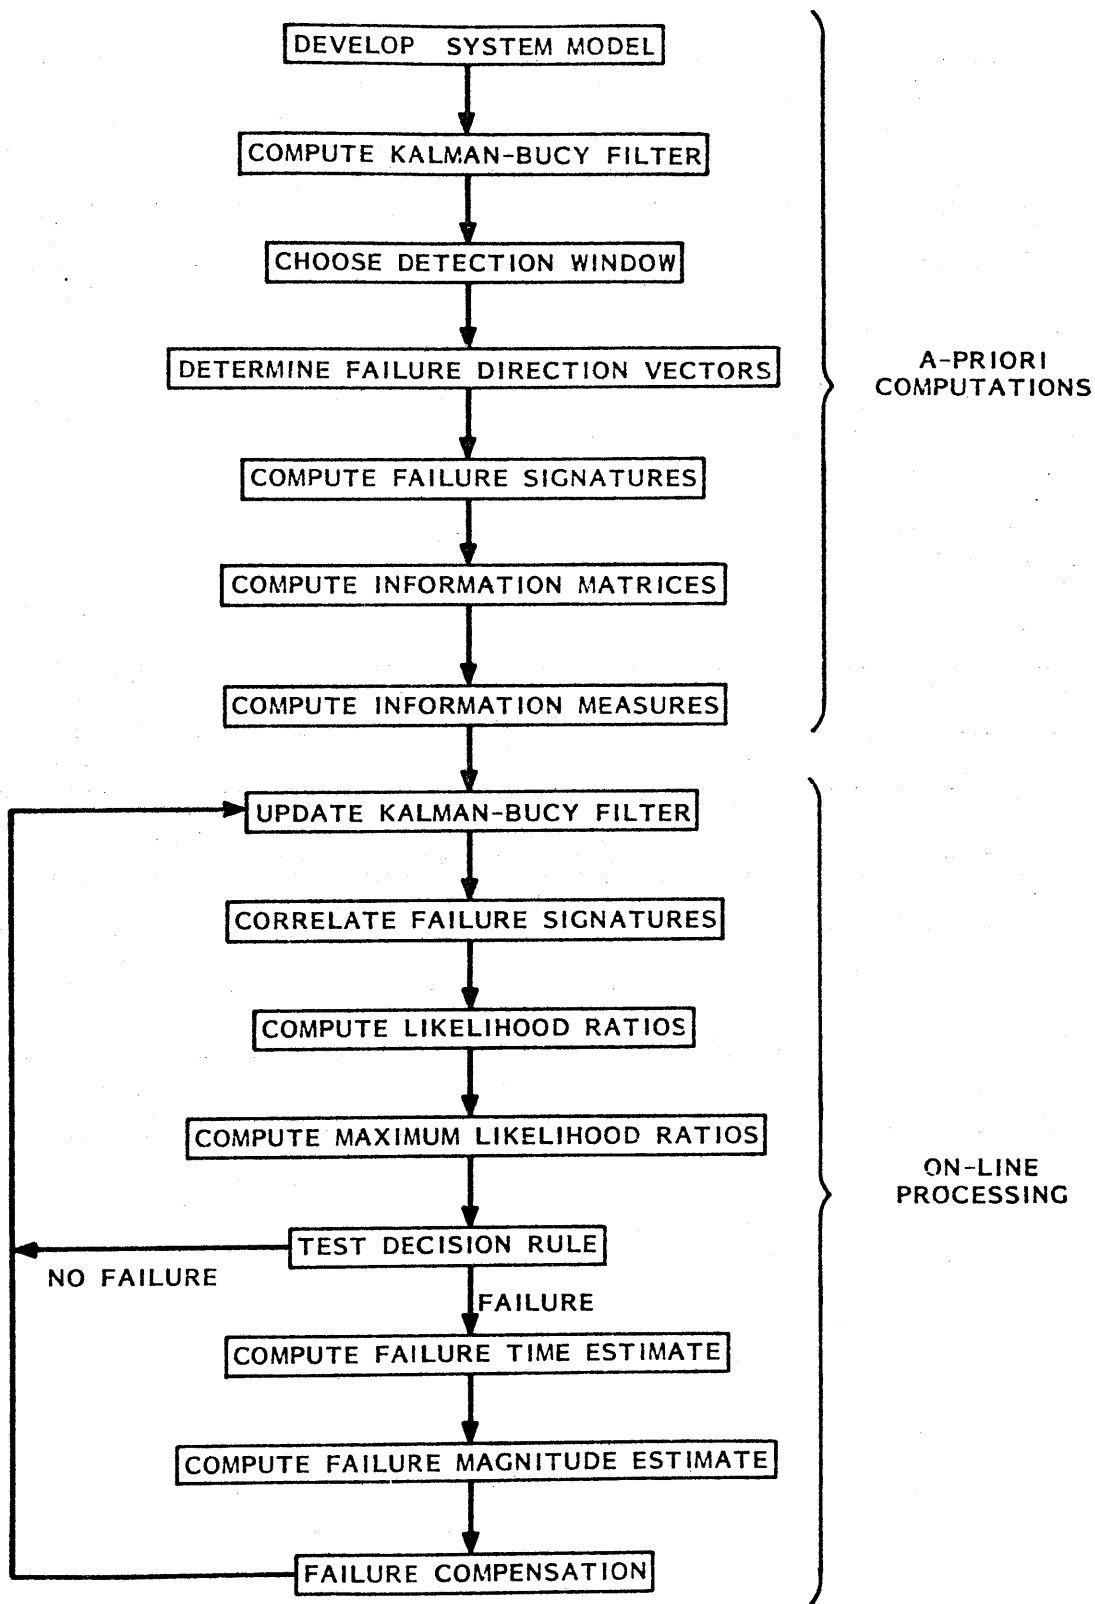 DEVELOP SYSTEM MODEL
COMPUTE KALMAN-BUCY FILTER
CHOOSE DETECTION WINDOW
DETERMINE FAILURE DIRECTION VECTORS
A-PRIORI
COMPUTATIONS
COMPUTE FAILURE SIGNATURES
COMPUTE INFORMATION MATRICES
COMPUTE INFORMATION MEASURES
UPDATE KALMAN-BUCY FILTER
CORRELATE FAILURE SIGNATURES
COMPUTE LIKELIHOOD RATIOS
COMPUTE MAXIMUM LIKELIHOOD RATIOS
ON-LINE
PROCESSING
TEST DECISION RULE
NO FAILURE
FAILURE
COMPUTE FAILURE TIME ESTIMATE
COMPUTE FAILURE MAGNITUDE ESTIMATE
FAILURE COMPENSATION